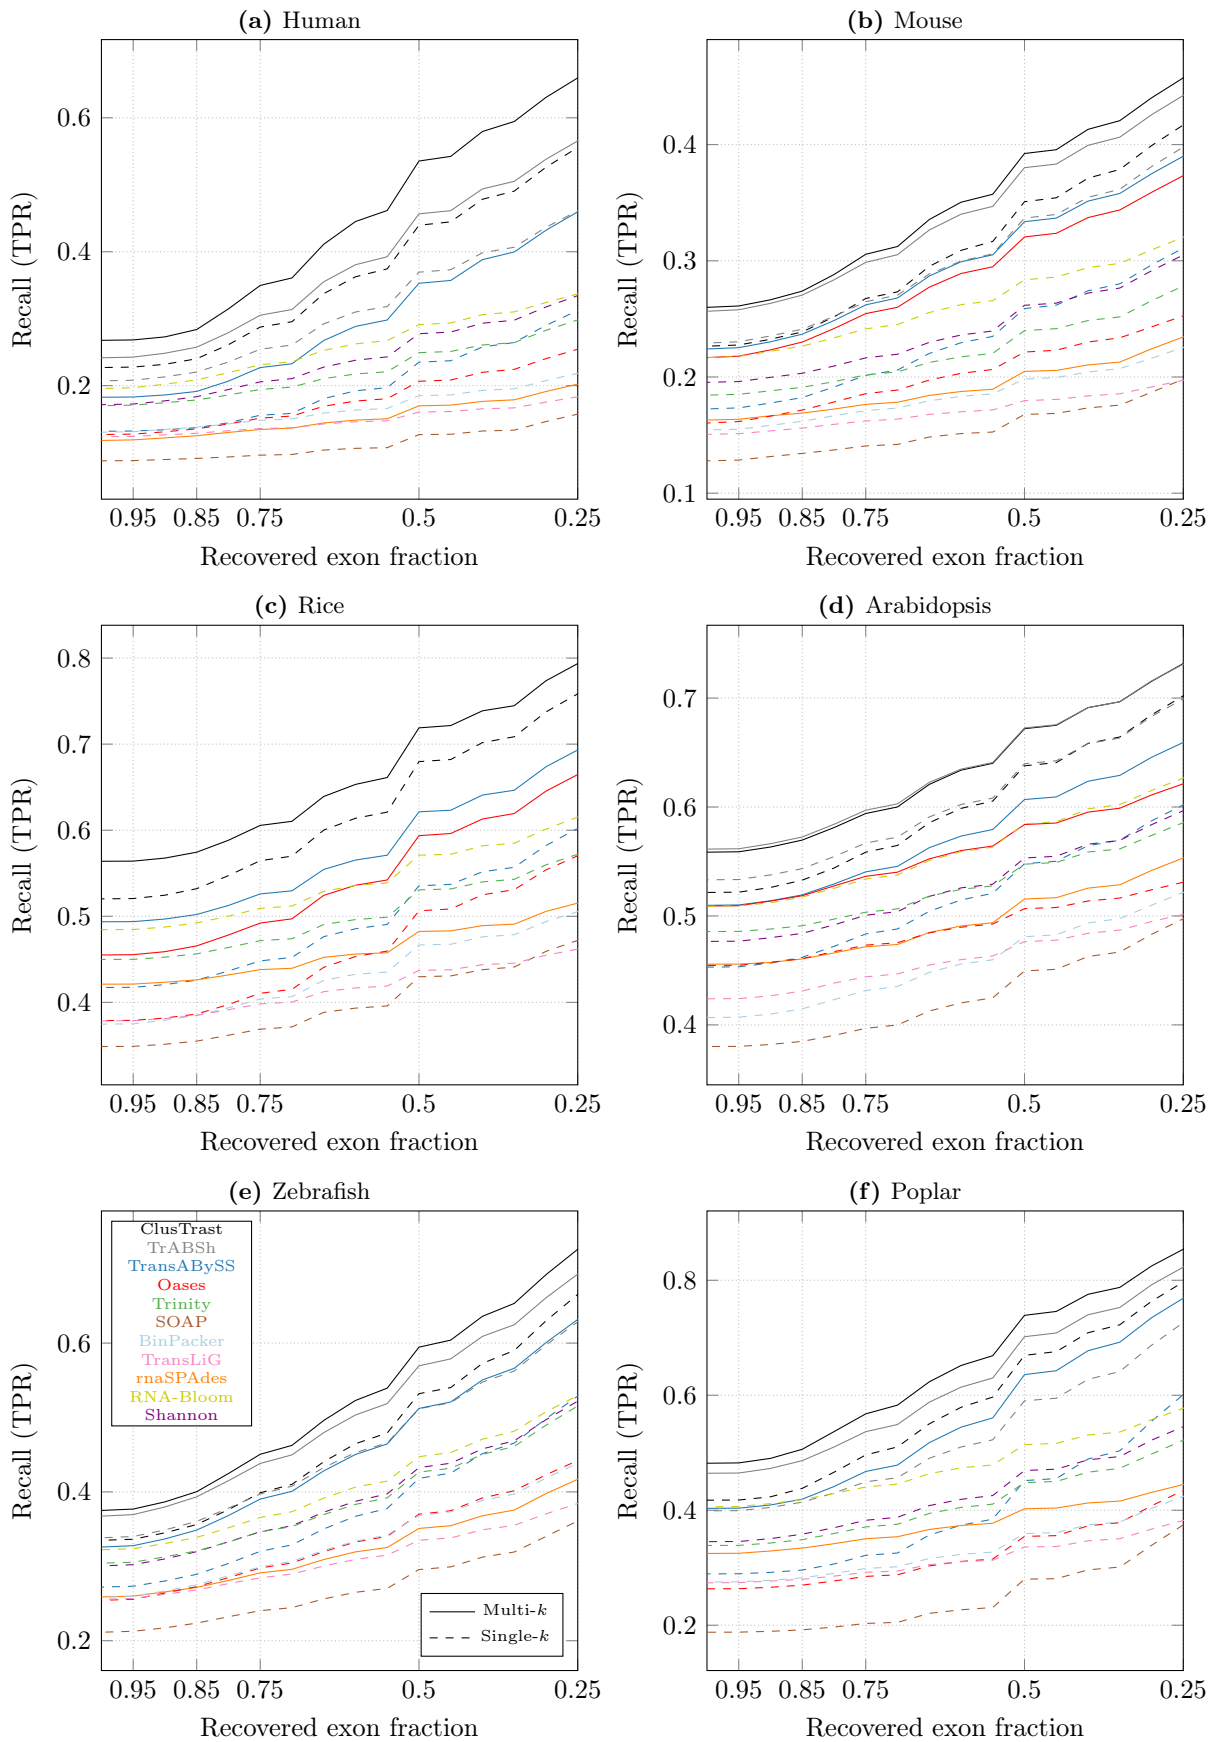 (a) Human
0.6
0.4
0.2
Recall (TPR)
0.95 0.85 0.75 0.5 0.25
Recovered exon fraction
(b) Mouse
0.4
0.3
0.2
0.1
Recall (TPR)
0.95 0.85 0.75 0.5 0.25
Recovered exon fraction
(c) Rice
0.8
0.7
0.6
0.5
0.4
Recall (TPR)
0.95 0.85 0.75 0.5 0.25
Recovered exon fraction
(d) Arabidopsis
0.7
0.6
0.5
0.4
Recall (TPR)
0.95 0.85 0.75 0.5 0.25
Recovered exon fraction
(e) Zebrafish
ClusTrast
TrABSh
TransABySS
Oases
Trinity
SOAP
BinPacker
TransLiG
rnaSPAdes
RNA-Bloom
Shannon
Multi-k
Single-k
0.6
0.4
0.2
Recall (TPR)
0.95 0.85 0.75 0.5 0.25
Recovered exon fraction
(f) Poplar
0.8
0.6
0.4
0.2
Recall (TPR)
0.95 0.85 0.75 0.5 0.25
Recovered exon fraction